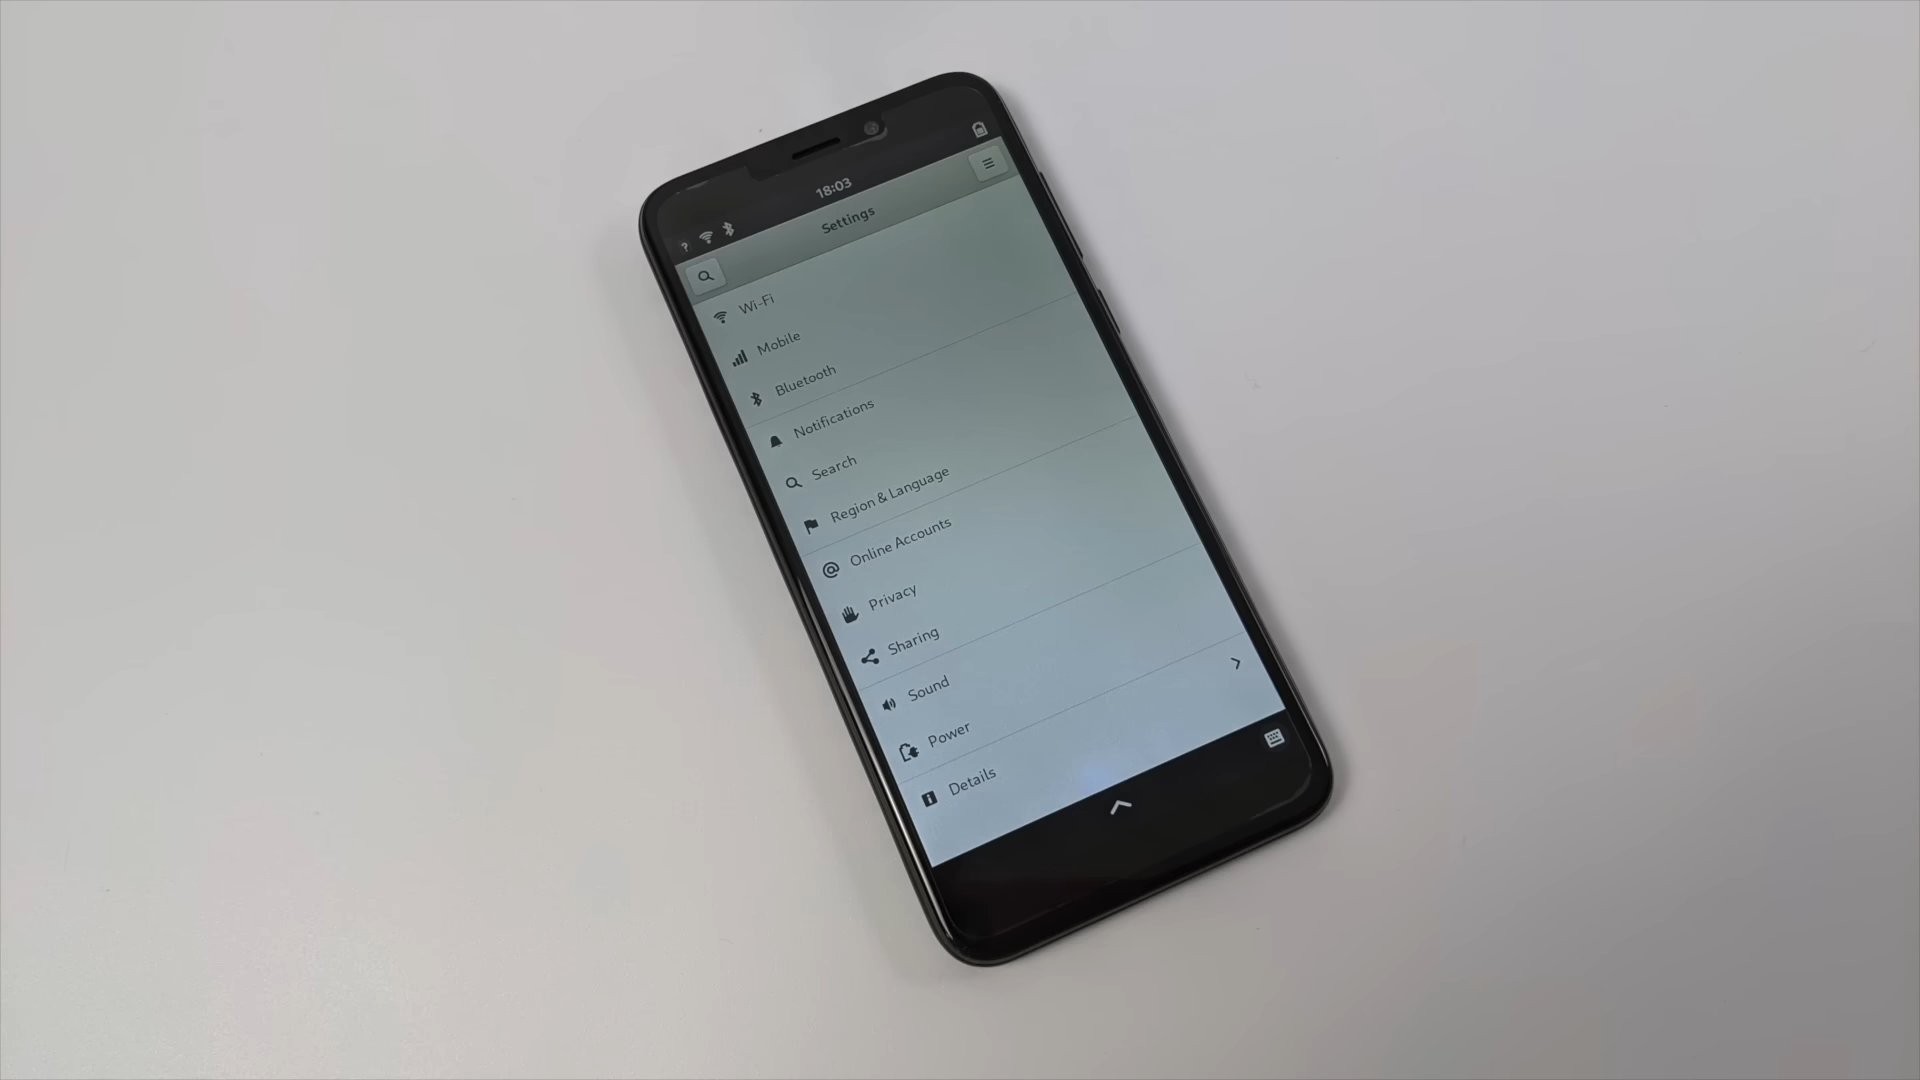 18:03
Settings
Wi-Fi
Mobile
Bluetooth
Notifications
Search
Region & Language
Online Accounts
Privacy
Sharing
Sound
Power
Details